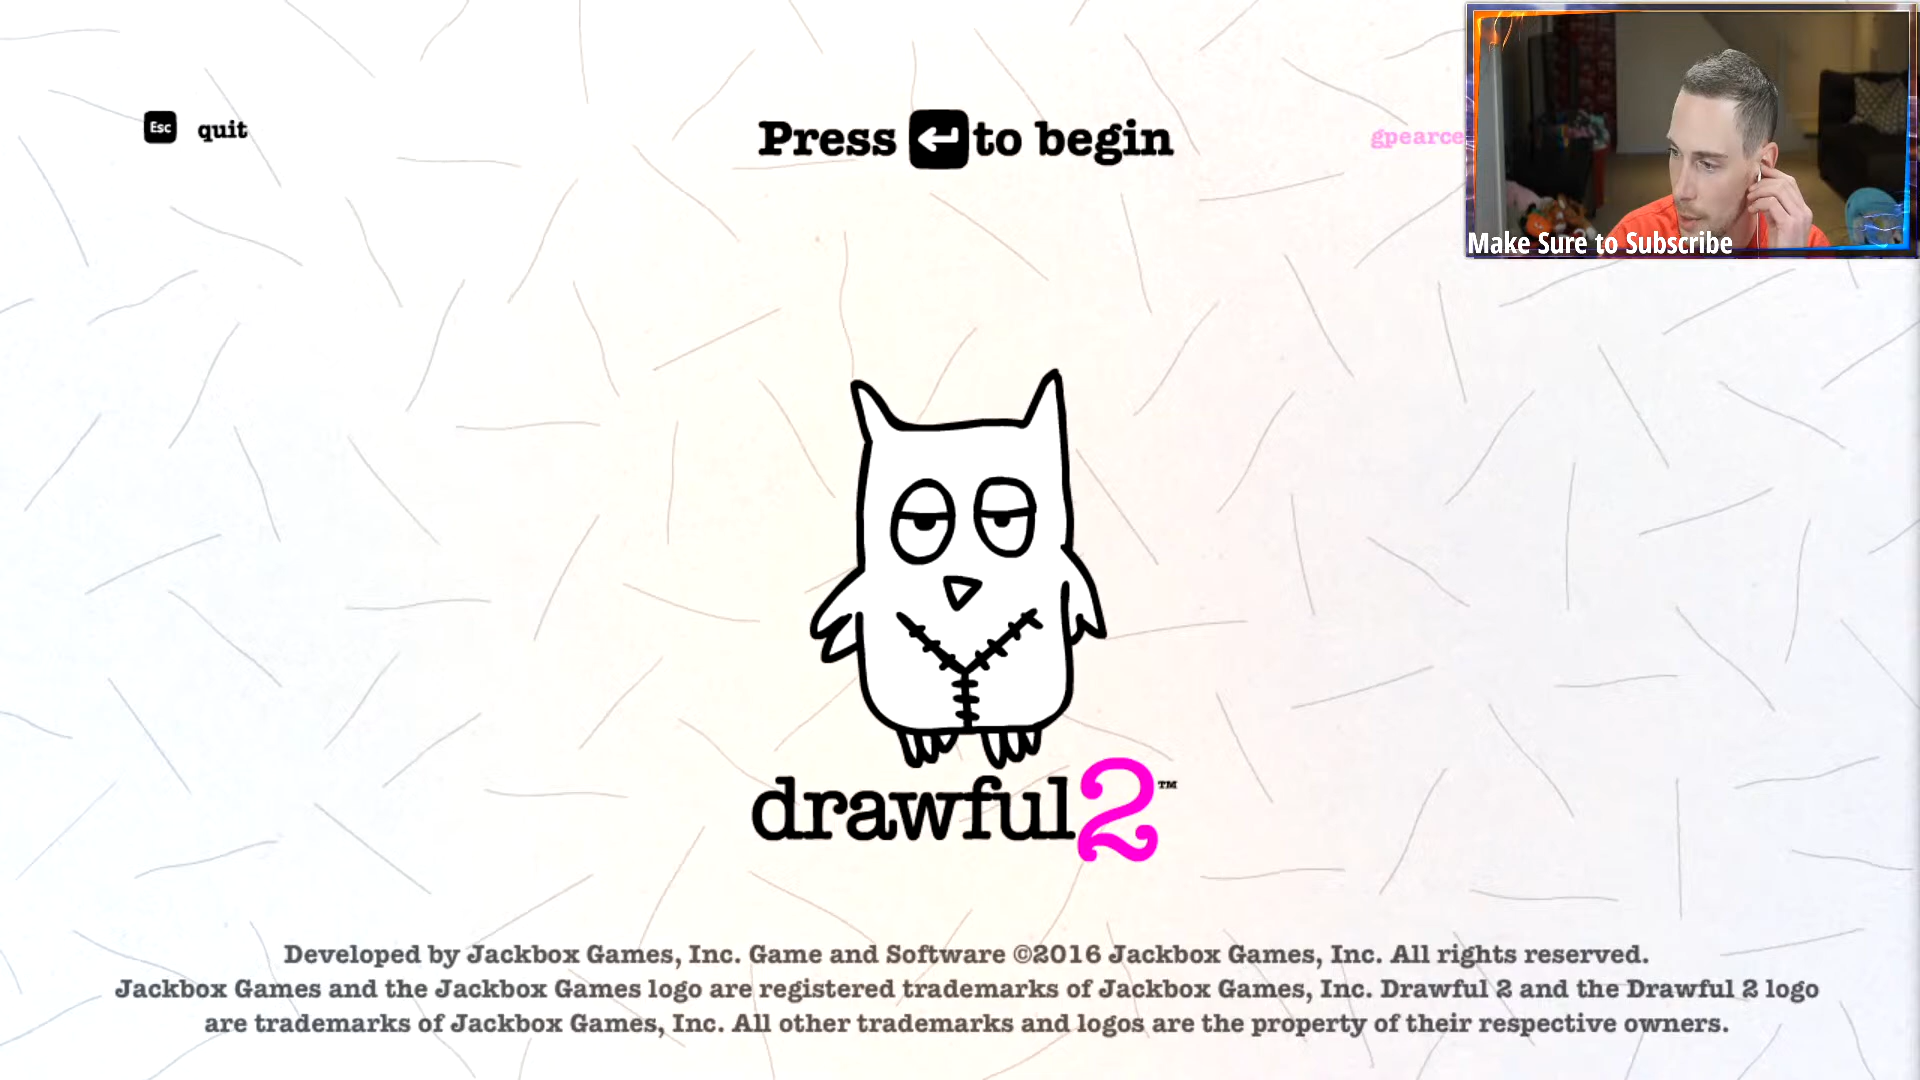 Esc quit
Press to begin
gpearce
Make Sure to Subscribe
drawful 2™
Developed by Jackbox Games, Inc. Game and Software ©2016 Jackbox Games, Inc. All rights reserved.
Jackbox Games and the Jackbox Games logo are registered trademarks of Jackbox Games, Inc. Drawful 2 and the Drawful 2 logo
are trademarks of Jackbox Games, Inc. All other trademarks and logos are the property of their respective owners.